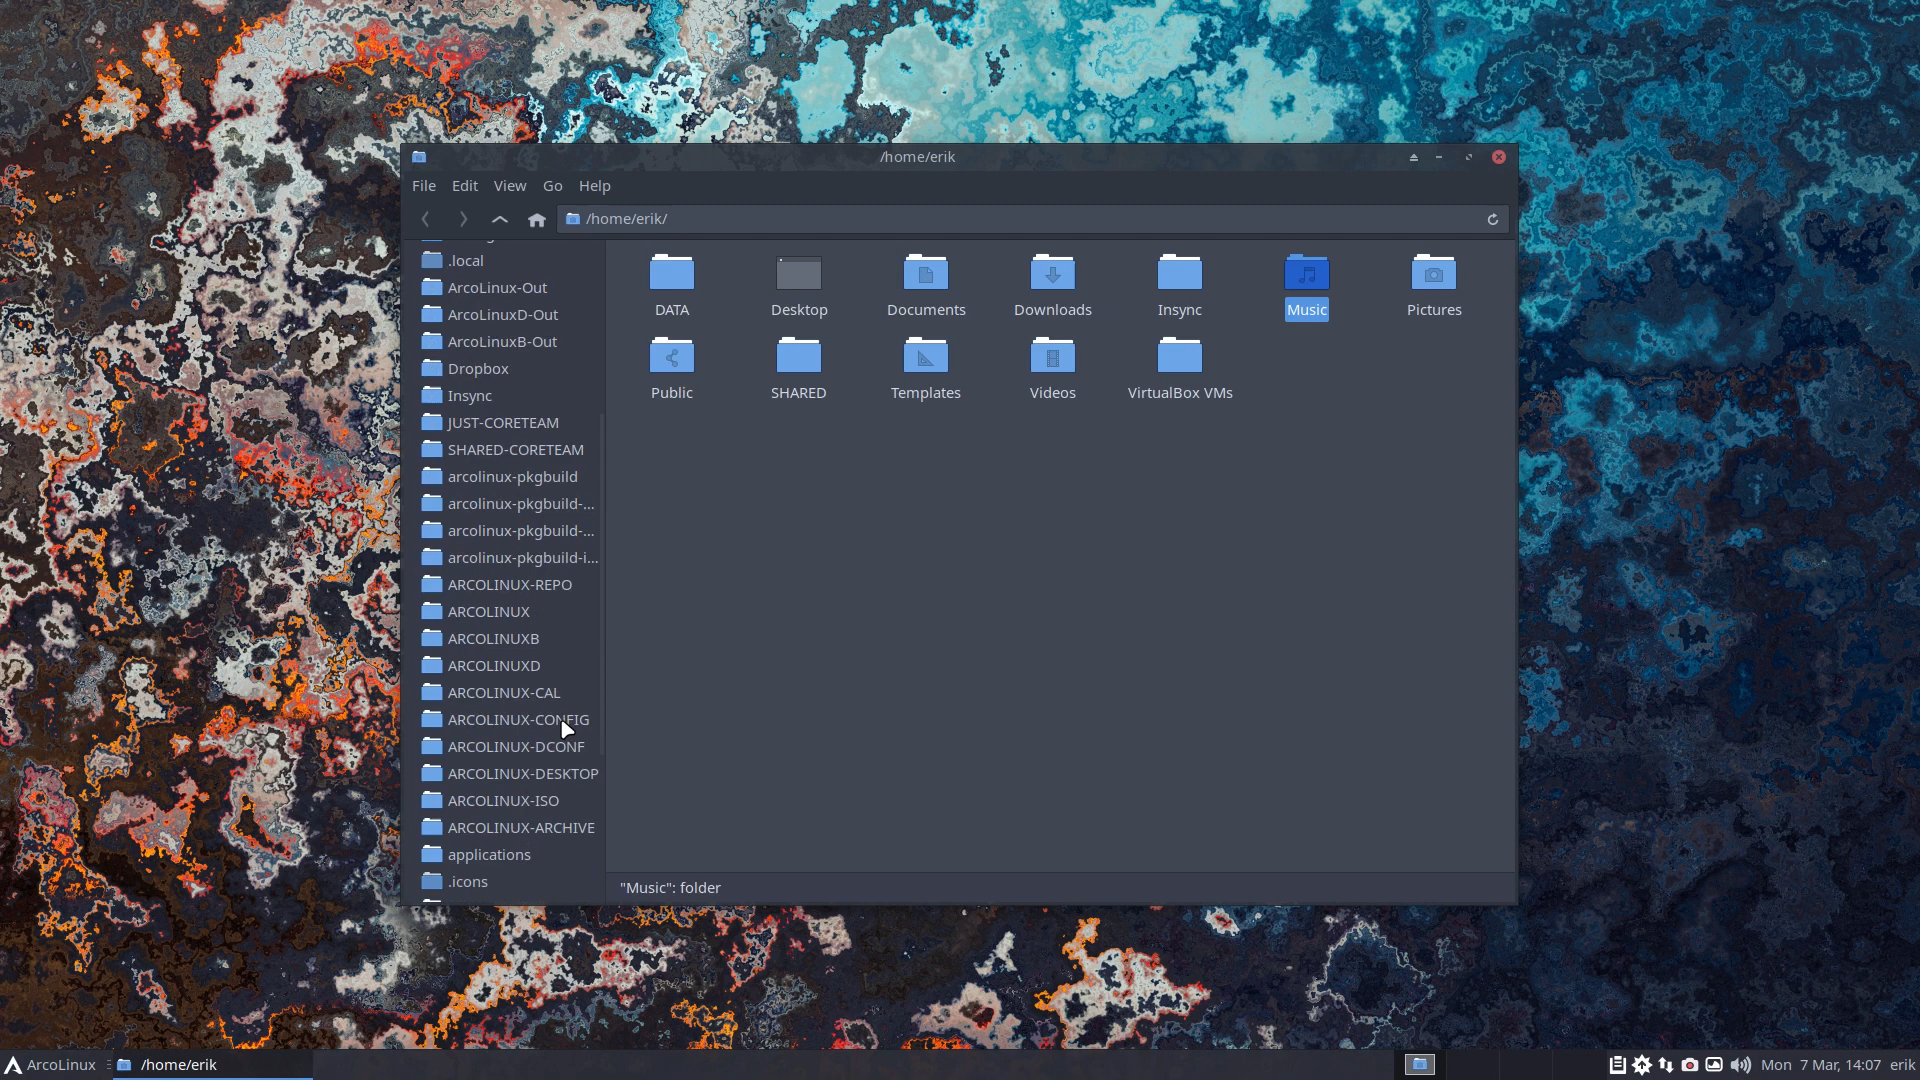 /home/erik
File Edit View Go Help
/home/erik/
.local
ArcoLinux-Out
ArcoLinuxD-Out
ArcoLinuxB-Out
Dropbox
Insync
JUST-CORETEAM
SHARED-CORETEAM
arcolinux-pkgbuild
arcolinux-pkgbuild-...
arcolinux-pkgbuild-...
arcolinux-pkgbuild-i...
ARCOLINUX-REPO
ARCOLINUX
ARCOLINUXB
ARCOLINUXD
ARCOLINUX-CAL
ARCOLINUX-CONFIG
ARCOLINUX-DCONF
ARCOLINUX-DESKTOP
ARCOLINUX-ISO
ARCOLINUX-ARCHIVE
applications
.icons
DATA Desktop Documents Downloads Insync Music Pictures
Public SHARED Templates Videos VirtualBox VMs
"Music": folder
ArcoLinux /home/erik Mon 7 Mar, 14:07 erik